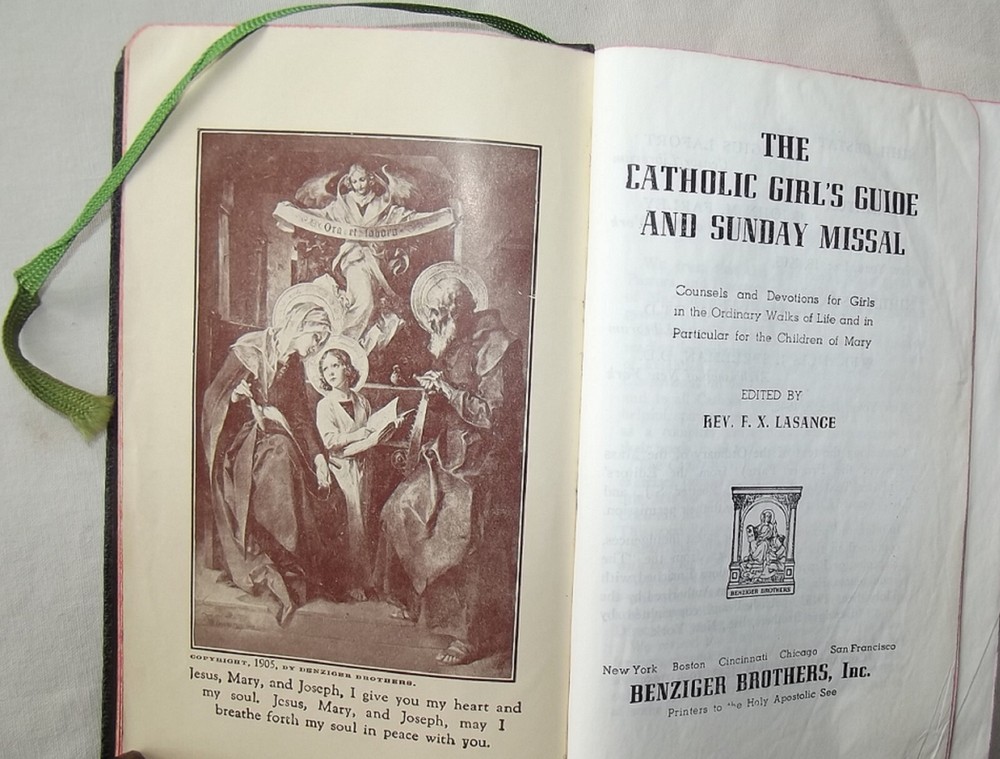 Ora et labora
COPYRIGHT, 1905, BY BENZIGER BROTHERS.
Jesus, Mary, and Joseph, I give you my heart and
my soul. Jesus, Mary, and Joseph, may I
breathe forth my soul in peace with you.
THE
CATHOLIC GIRL'S GUIDE
AND SUNDAY MISSAL
Counsels and Devotions for Girls
in the Ordinary Walks of Life and in
Particular for the Children of Mary
EDITED BY
REV. F. X. LASANCE
BENZIGER BROTHERS
New York Boston Cincinnati Chicago San Francisco
BENZIGER BROTHERS, Inc.
Printers to the Holy Apostolic See